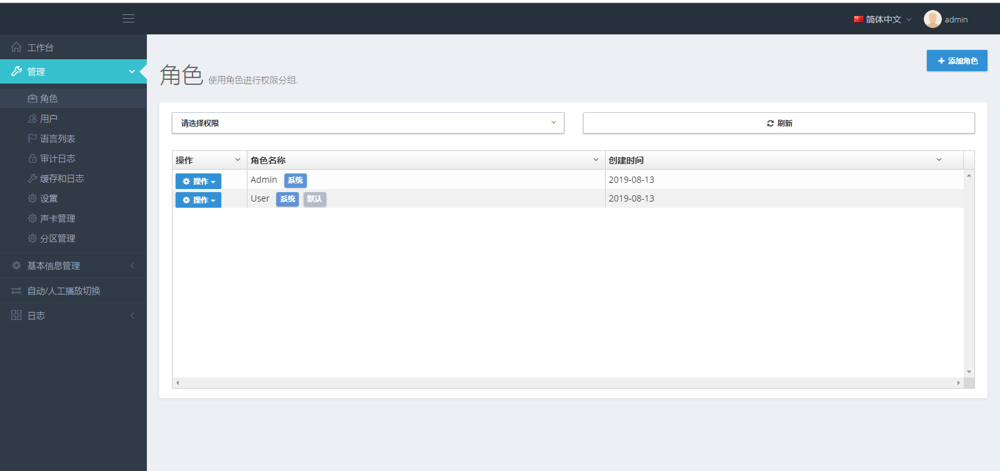 简体中文 admin
工作台
管理
角色
用户
语言列表
审计日志
缓存和日志
设置
声卡管理
分区管理
基本信息管理
自动/人工播放切换
日志
角色 使用角色进行权限分组.
添加角色
请选择权限 刷新
操作 角色名称 创建时间
操作 Admin 系统 2019-08-13
操作 User 系统 默认 2019-08-13